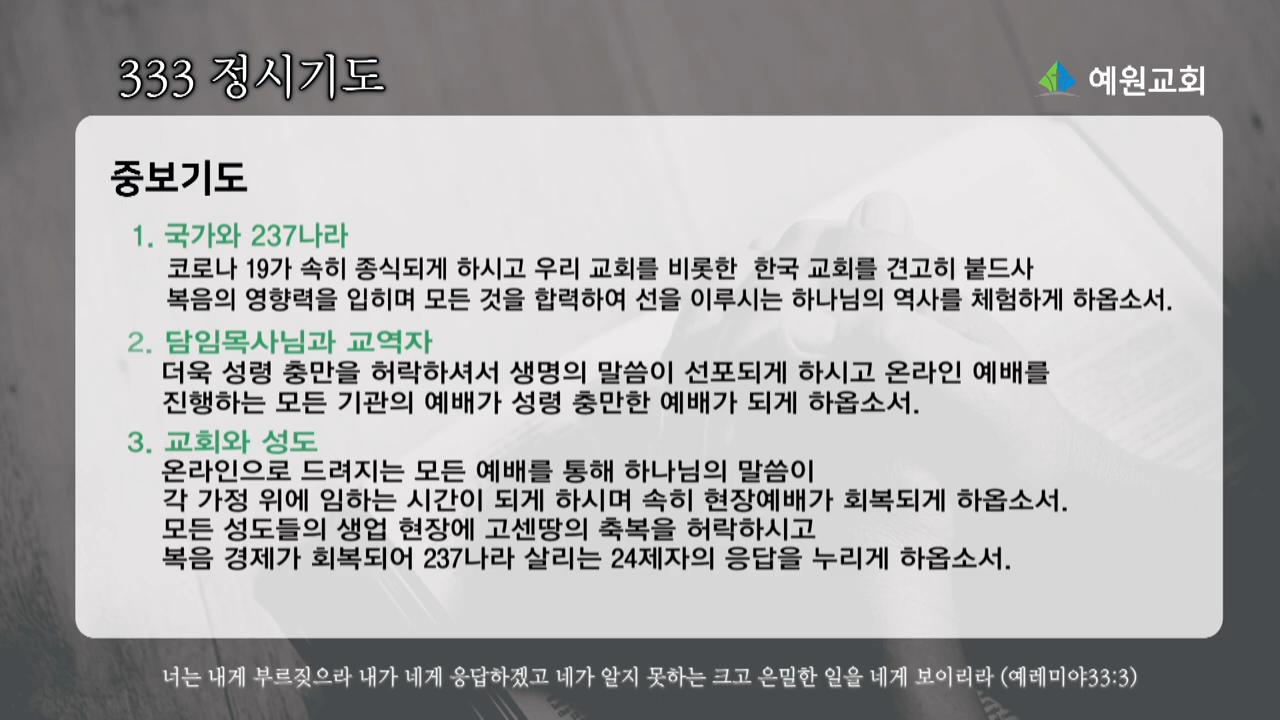 333 정시기도
예원교회
중보기도
1. 국가와 237나라
코로나 19가 속히 종식되게 하시고 우리 교회를 비롯한 한국 교회를 견고히 붙드사
복음의 영향력을 입히며 모든 것을 합력하여 선을 이루시는 하나님의 역사를 체험하게 하옵소서.
2. 담임목사님과 교역자
더욱 성령 충만을 허락하셔서 생명의 말씀이 선포되게 하시고 온라인 예배를
진행하는 모든 기관의 예배가 성령 충만한 예배가 되게 하옵소서.
3. 교회와 성도
온라인으로 드려지는 모든 예배를 통해 하나님의 말씀이
각 가정 위에 임하는 시간이 되게 하시며 속히 현장예배가 회복되게 하옵소서.
모든 성도들의 생업 현장에 고센땅의 축복을 허락하시고
복음 경제가 회복되어 237나라 살리는 24제자의 응답을 누리게 하옵소서.
너는 내게 부르짖으라 내가 네게 응답하겠고 네가 알지 못하는 크고 은밀한 일을 네게 보이리라 (예레미야33:3)